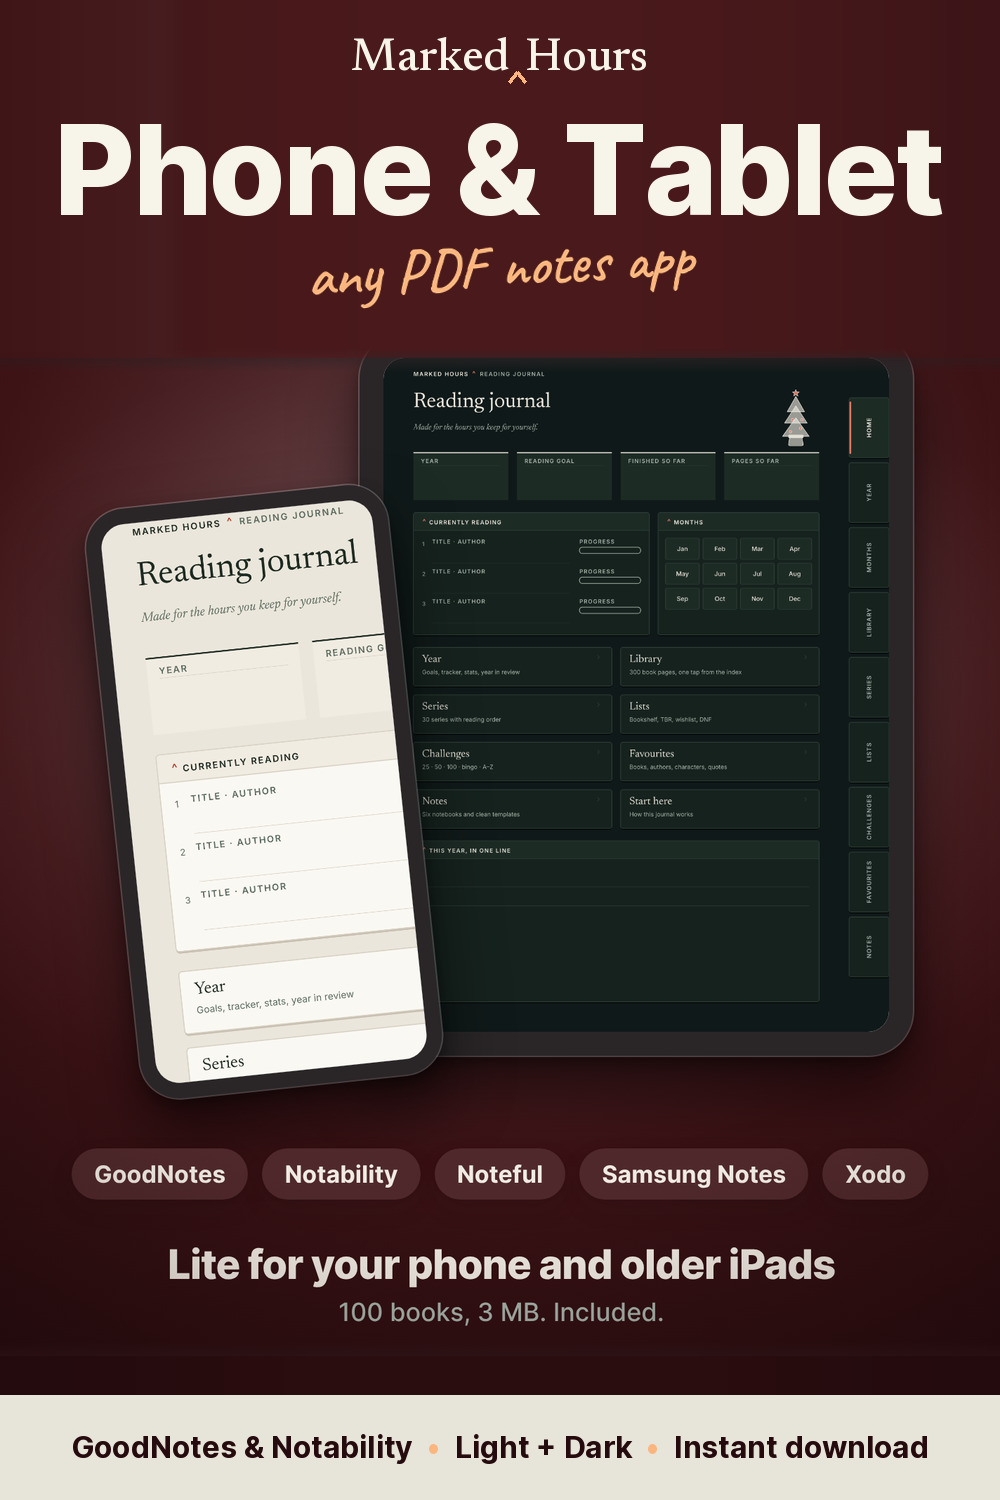 Marked ^ Hours
Phone & Tablet
any PDF notes app
MARKED HOURS ^ READING JOURNAL
Reading journal
Made for the hours you keep for yourself.
YEAR
READING GOAL
FINISHED SO FAR
PAGES SO FAR
^ CURRENTLY READING
1 TITLE · AUTHOR PROGRESS
2 TITLE · AUTHOR PROGRESS
3 TITLE · AUTHOR PROGRESS
^ MONTHS
Jan Feb Mar Apr
May Jun Jul Aug
Sep Oct Nov Dec
Year
Goals, tracker, stats, year in review
Library
300 book pages, one tap from the index
Series
30 series with reading order
Lists
Bookshelf, TBR, wishlist, DNF
Challenges
25 · 50 · 100 · bingo · A–Z
Favourites
Books, authors, characters, quotes
Notes
Six notebooks and clean templates
Start here
How this journal works
^ THIS YEAR, IN ONE LINE
HOME
YEAR
MONTHS
LIBRARY
SERIES
LISTS
CHALLENGES
FAVOURITES
NOTES
MARKED HOURS ^ READING JOURNAL
Reading journal
Made for the hours you keep for yourself.
YEAR
READING G
^ CURRENTLY READING
1 TITLE · AUTHOR
2 TITLE · AUTHOR
3 TITLE · AUTHOR
Year
Goals, tracker, stats, year in review
Series
GoodNotes
Notability
Noteful
Samsung Notes
Xodo
Lite for your phone and older iPads
100 books, 3 MB. Included.
GoodNotes & Notability • Light + Dark • Instant download